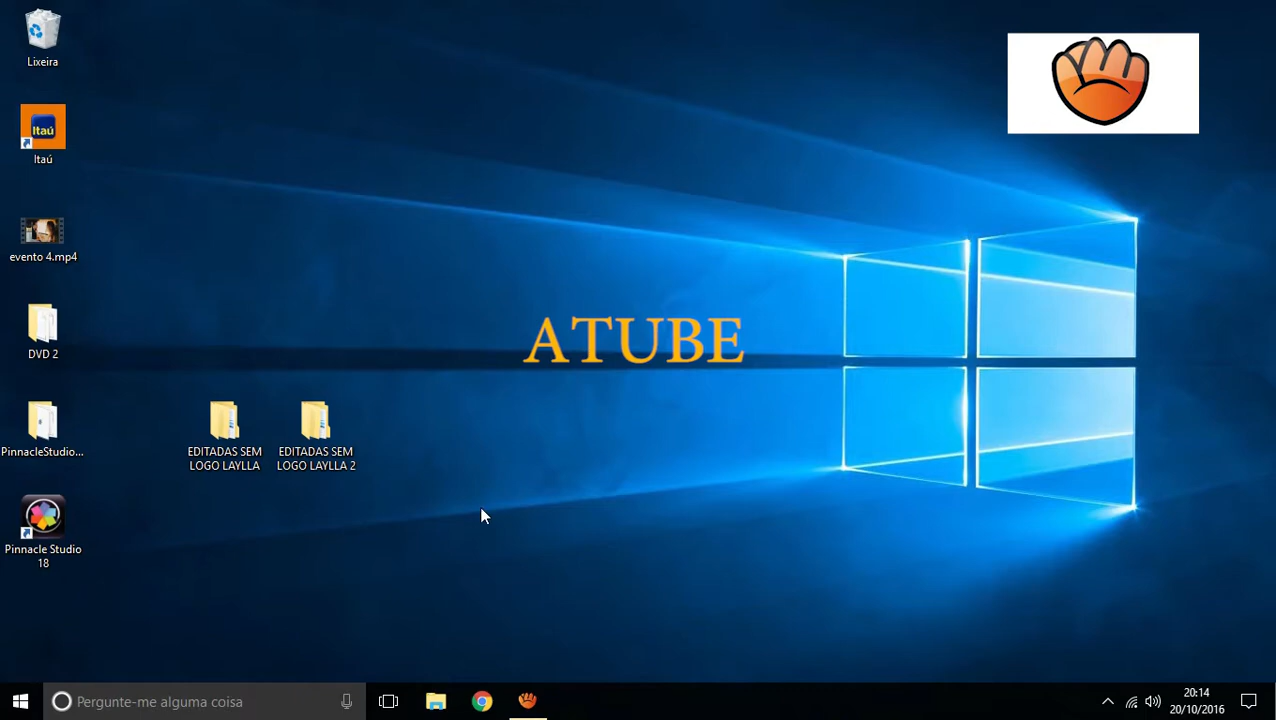 Lixeira
Itaú
Itaú
evento 4.mp4
DVD 2
PinnacleStudio...
Pinnacle Studio
18
EDITADAS SEM
LOGO LAYLLA
EDITADAS SEM
LOGO LAYLLA 2
ATUBE
Pergunte-me alguma coisa
20:14
20/10/2016